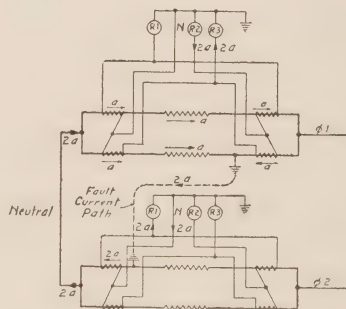 R1 N R2 R3
2a 2a
a a
a
2a φ1
a a a
2a
Fault
Current
Path
Neutral
R1 N R2 R3
2a 2a
2a
2a φ2